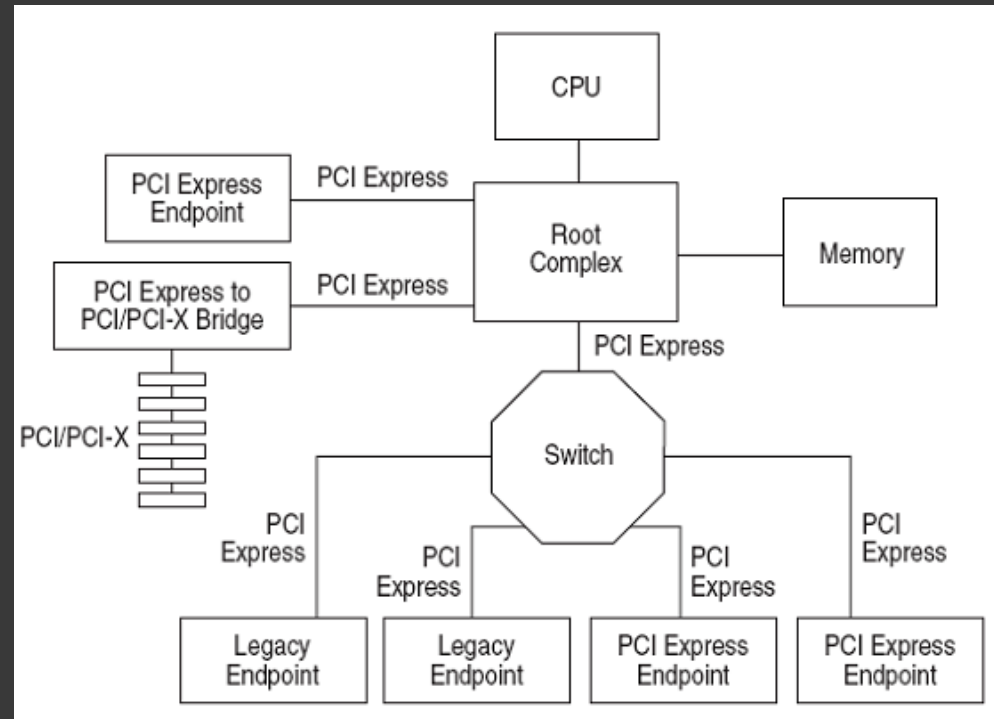 CPU
PCI Express
Endpoint
PCI Express
Root
Complex
Memory
PCI Express to
PCI/PCI-X Bridge
PCI Express
PCI Express
PCI/PCI-X
Switch
PCI
Express
PCI
Express
PCI
Express
PCI
Express
Legacy
Endpoint
Legacy
Endpoint
PCI Express
Endpoint
PCI Express
Endpoint